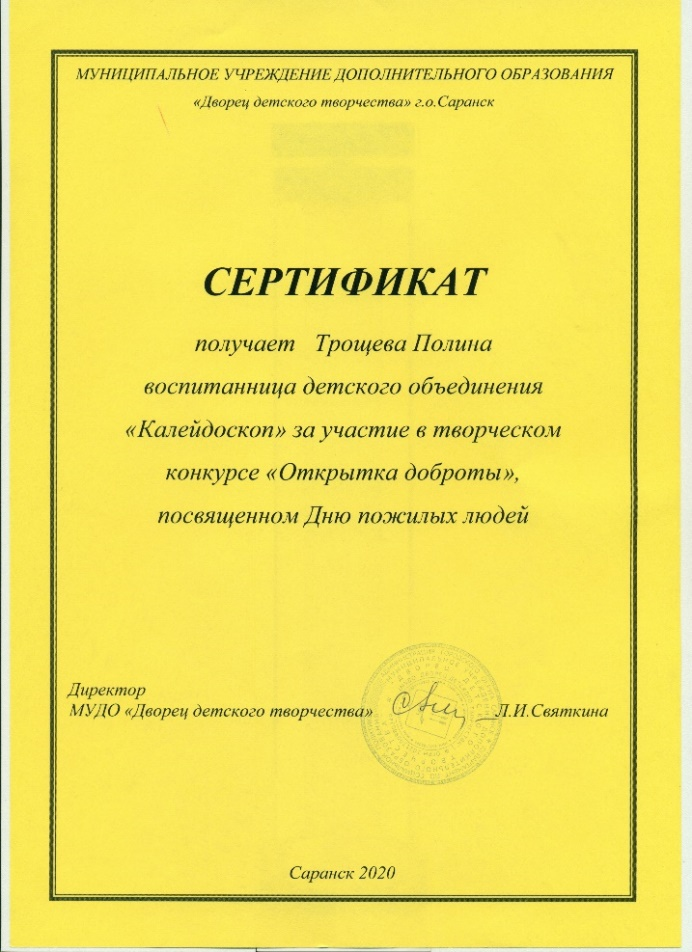 МУНИЦИПАЛЬНОЕ УЧРЕЖДЕНИЕ ДОПОЛНИТЕЛЬНОГО ОБРАЗОВАНИЯ
«Дворец детского творчества» г.о.Саранск
СЕРТИФИКАТ
получает Трощева Полина
воспитанница детского объединения
«Калейдоскоп» за участие в творческом
конкурсе «Открытка доброты»,
посвященном Дню пожилых людей
Директор
МУДО «Дворец детского творчества» Л.И.Святкина
Саранск 2020